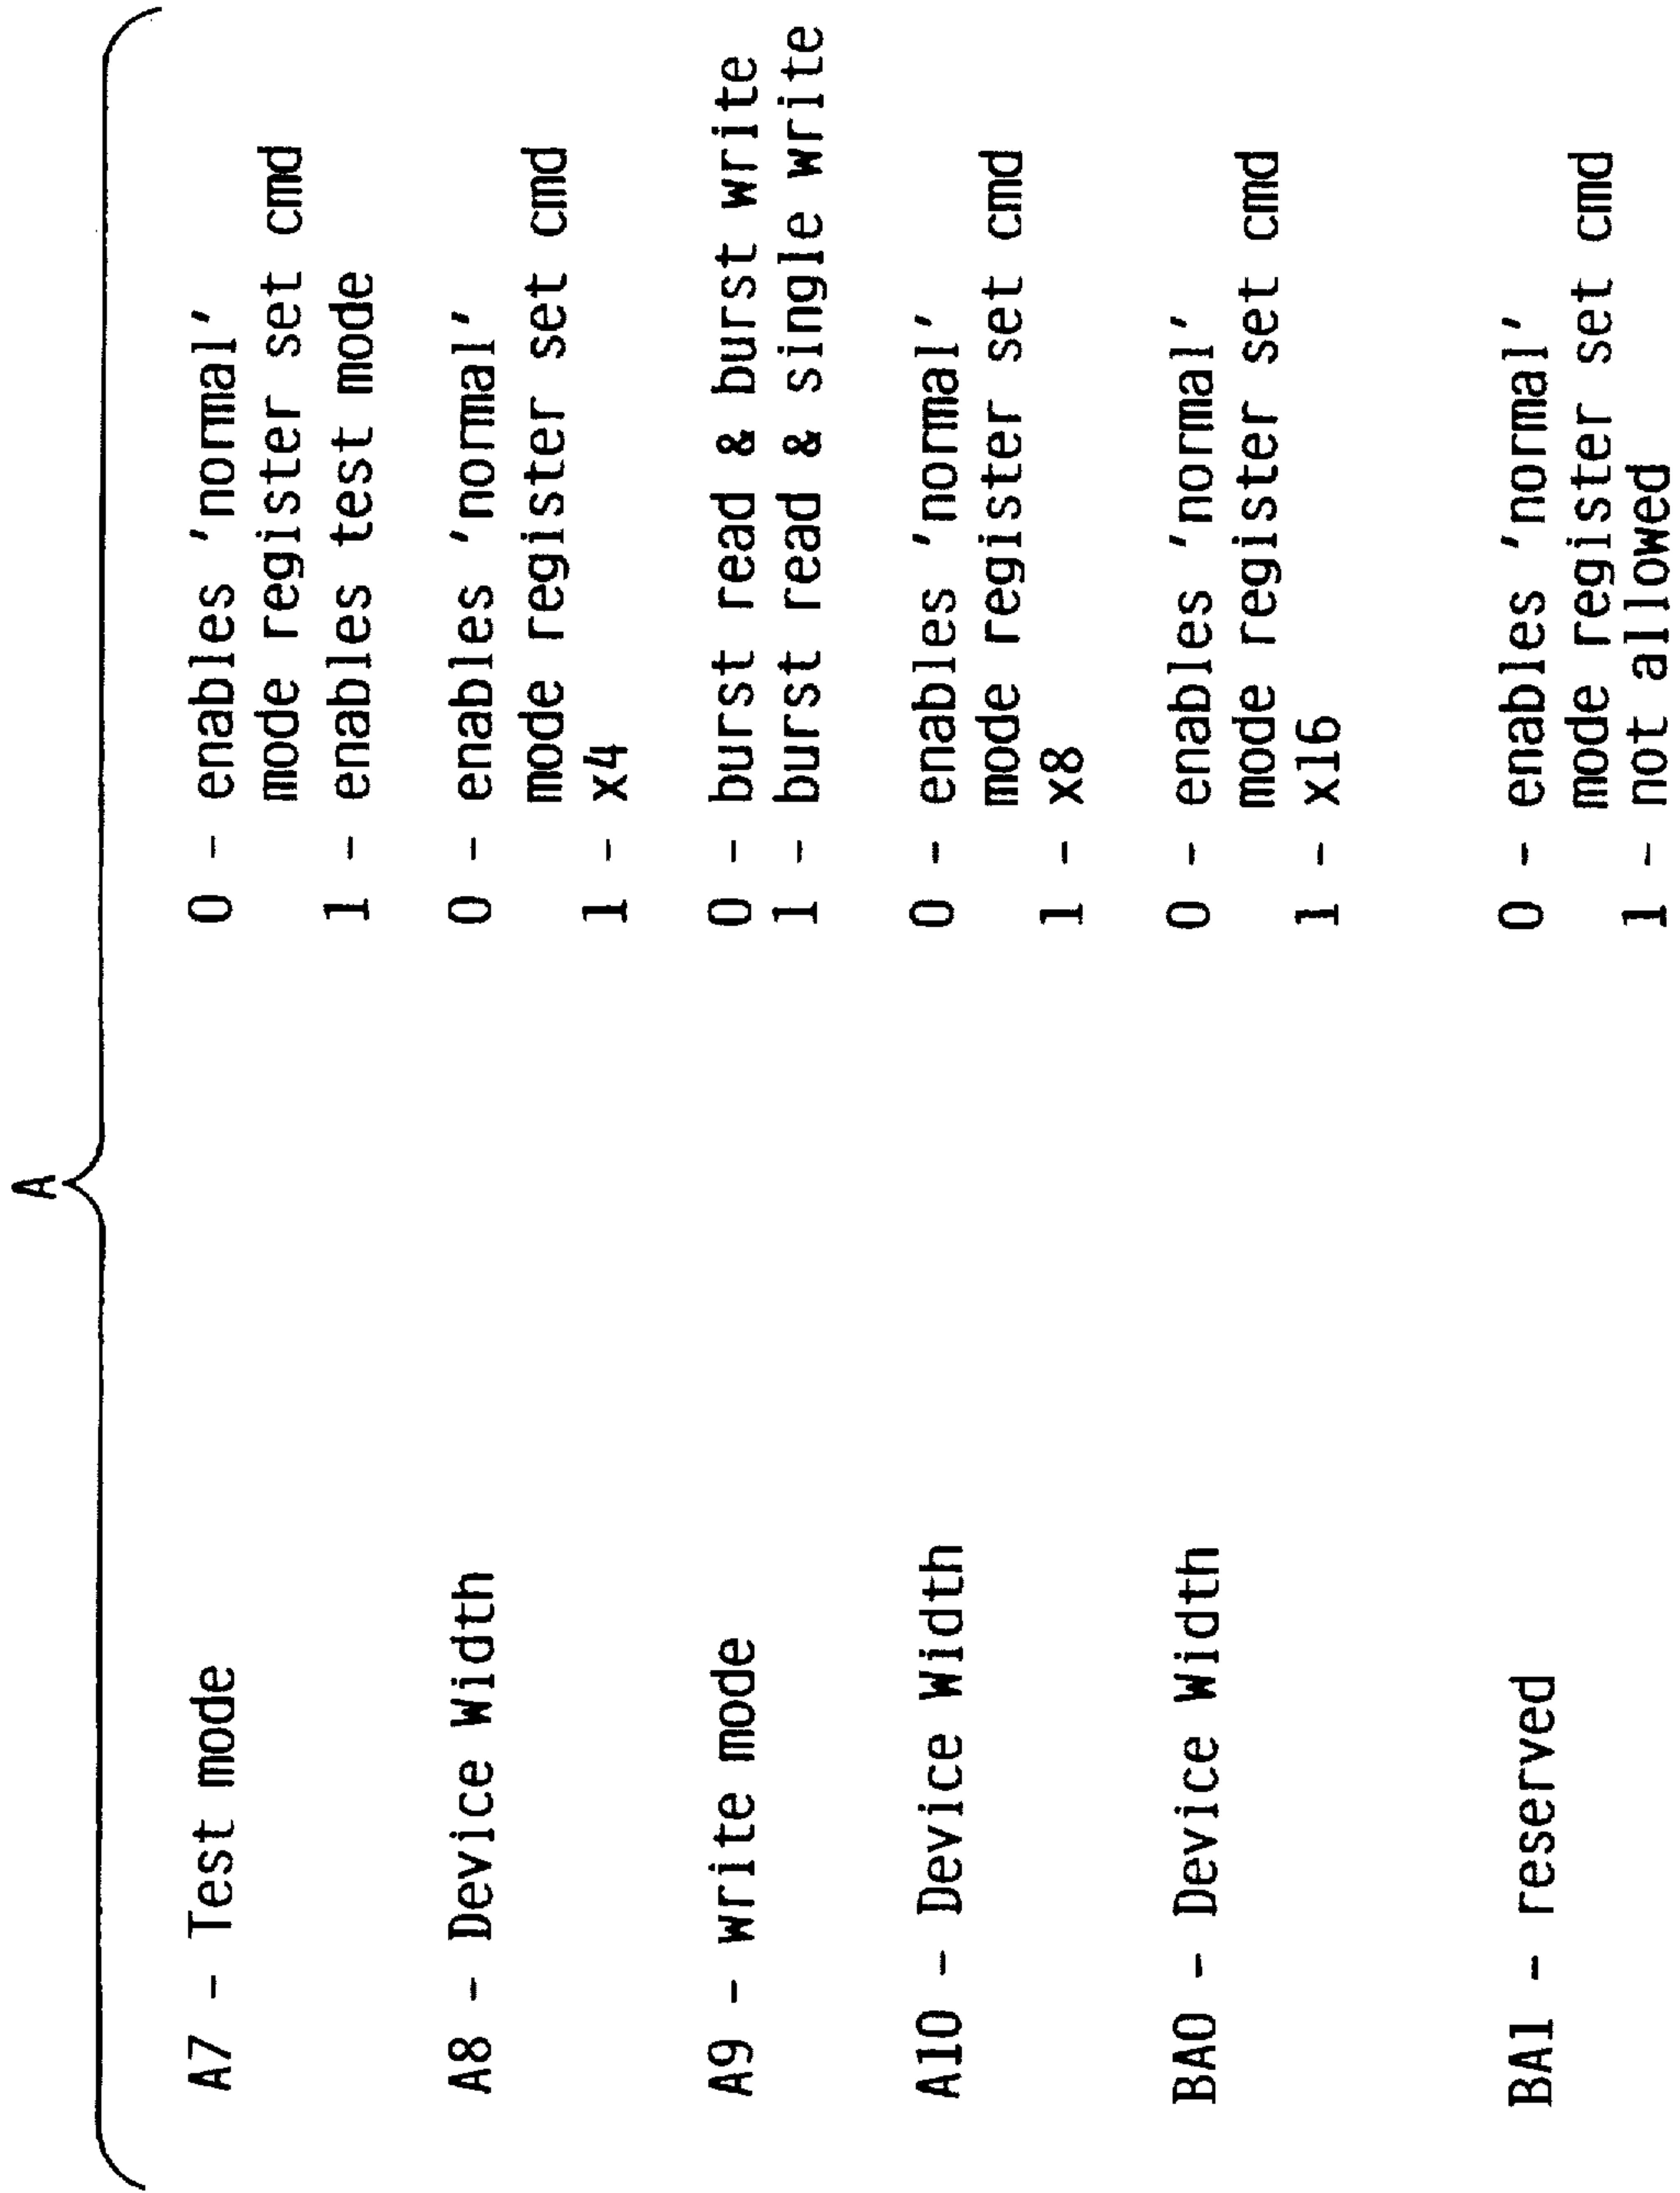 A
A7 - Test mode 0 - enables 'normal'
mode register set cmd
1 - enables test mode
A8 - Device Width 0 - enables 'normal'
mode register set cmd
1 - x4
A9 - write mode 0 - burst read & burst write
1 - burst read & single write
A10 - Device Width 0 - enables 'normal'
mode register set cmd
1 - x8
BA0 - Device Width 0 - enables 'normal'
mode register set cmd
1 - x16
BA1 - reserved 0 - enables 'normal'
mode register set cmd
1 - not allowed